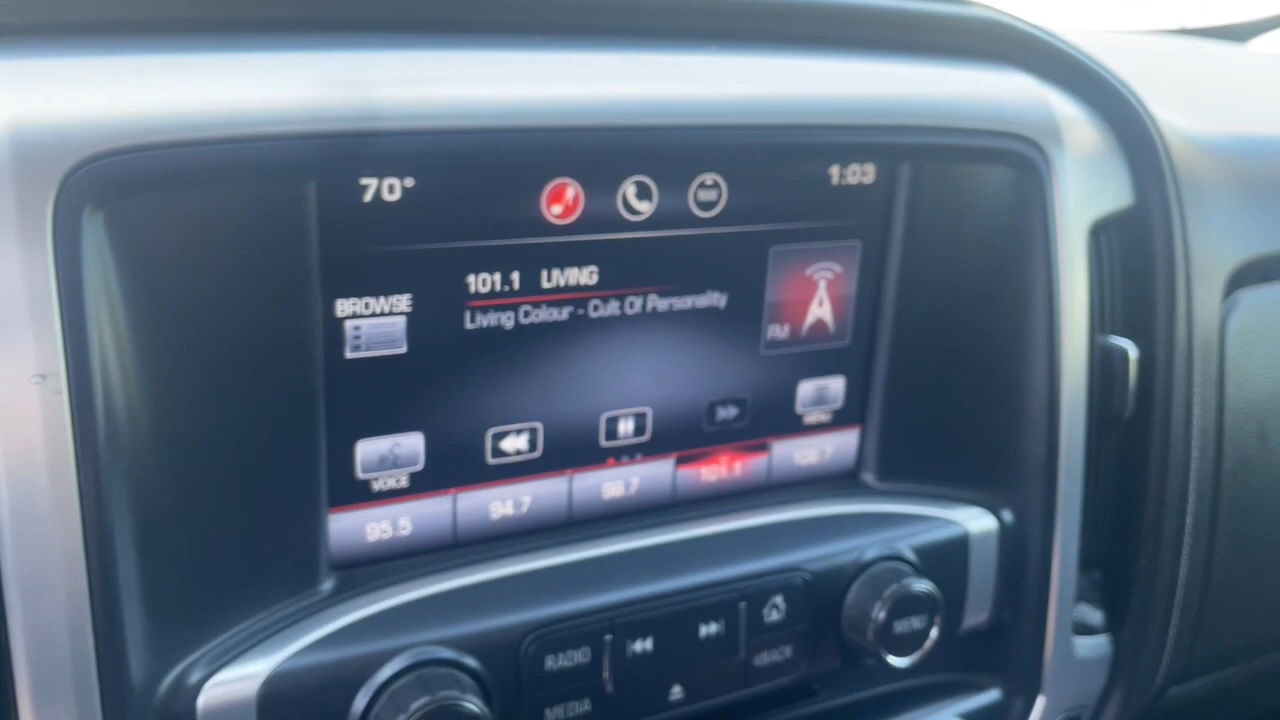 70°
1:03
101.1 LIVING
BROWSE
Living Colour - Cult Of Personality
FM
MENU
VOICE
95.5
94.7
98.7
101.1
RADIO
MENU
BACK
MEDIA